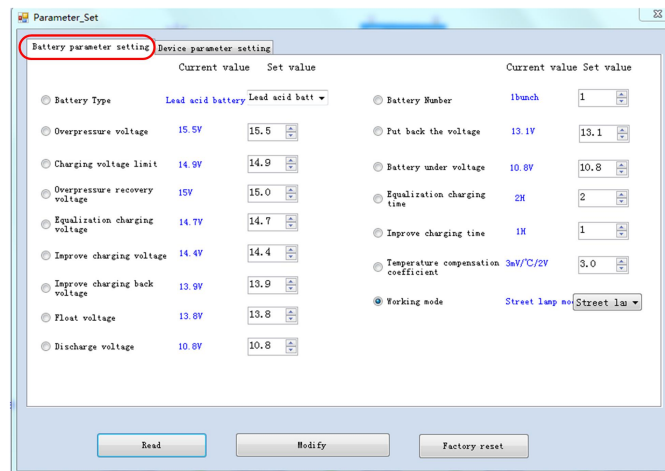 Parameter_Set
Battery parameter setting Device parameter setting
Current value Set value Current value Set value
Battery Type Lead acid battery Lead acid batt Battery Number 1bunch 1
Overpressure voltage 15.5V 15.5 Put back the voltage 13.1V 13.1
Charging voltage limit 14.9V 14.9 Battery under voltage 10.8V 10.8
Overpressure recovery voltage 15V 15.0 Equalization charging time 2H 2
Equalization charging voltage 14.7V 14.7 Improve charging time 1H 1
Improve charging voltage 14.4V 14.4 Temperature compensation coefficient 3mV/℃/2V 3.0
Improve charging back voltage 13.9V 13.9 Working mode Street lamp mo Street lau
Float voltage 13.8V 13.8
Discharge voltage 10.8V 10.8
Read Modify Factory reset